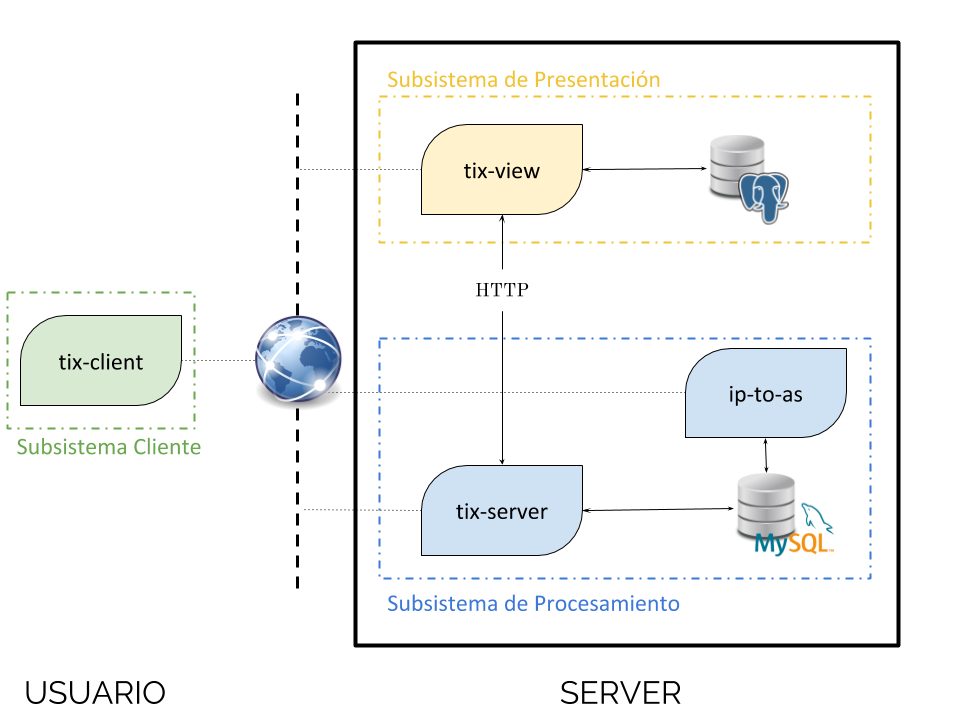 Subsistema de Presentación
tix-view
HTTP
tix-client
Subsistema Cliente
ip-to-as
tix-server
MySQL™
Subsistema de Procesamiento
USUARIO
SERVER